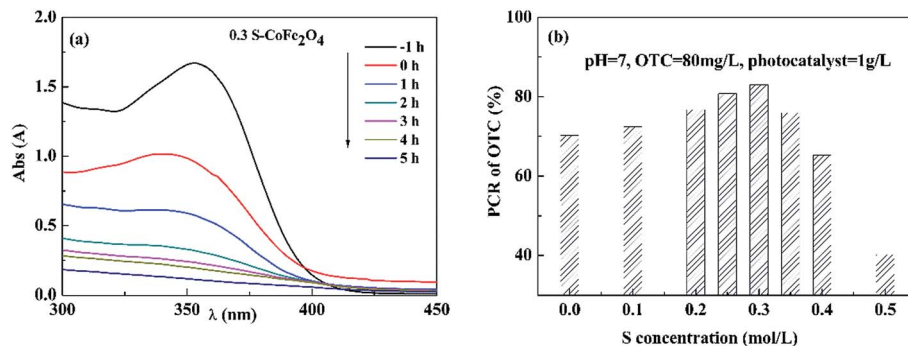 (a)
0.3 S-CoFe₂O₄
-1 h
0 h
1 h
2 h
3 h
4 h
5 h
Abs (A)
2.0
1.5
1.0
0.5
0.0
300
350
400
450
λ (nm)
(b)
pH=7, OTC=80mg/L, photocatalyst=1g/L
PCR of OTC (%)
100
80
60
40
0.0 0.1 0.2 0.3 0.4 0.5
S concentration (mol/L)